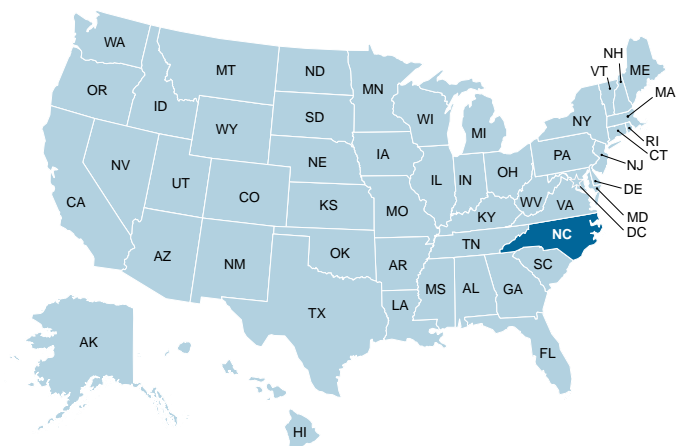 WA
MT
ND
MN
NH
VT
ME
OR
ID
SD
WI
MA
WY
MI
NY
RI
CT
NV
NE
IA
PA
NJ
UT
CO
IL
IN
OH
DE
CA
KS
MO
WV
VA
MD
KY
DC
NC
AZ
NM
OK
AR
TN
SC
TX
MS
AL
GA
LA
AK
FL
HI